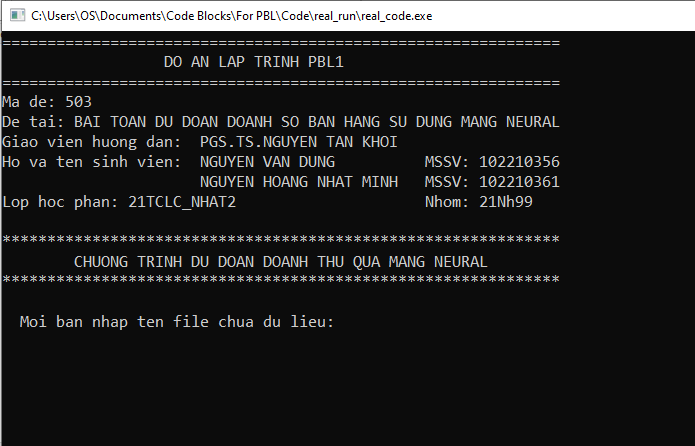 C:\Users\OS\Documents\Code Blocks\For PBL\Code\real_run\real_code.exe
==============================================================
DO AN LAP TRINH PBL1
==============================================================
Ma de: 503
De tai: BAI TOAN DU DOAN DOANH SO BAN HANG SU DUNG MANG NEURAL
Giao vien huong dan: PGS.TS.NGUYEN TAN KHOI
Ho va ten sinh vien: NGUYEN VAN DUNG MSSV: 102210356
NGUYEN HOANG NHAT MINH MSSV: 102210361
Lop hoc phan: 21TCLC_NHAT2 Nhom: 21Nh99
**************************************************************
CHUONG TRINH DU DOAN DOANH THU QUA MANG NEURAL
**************************************************************
Moi ban nhap ten file chua du lieu: